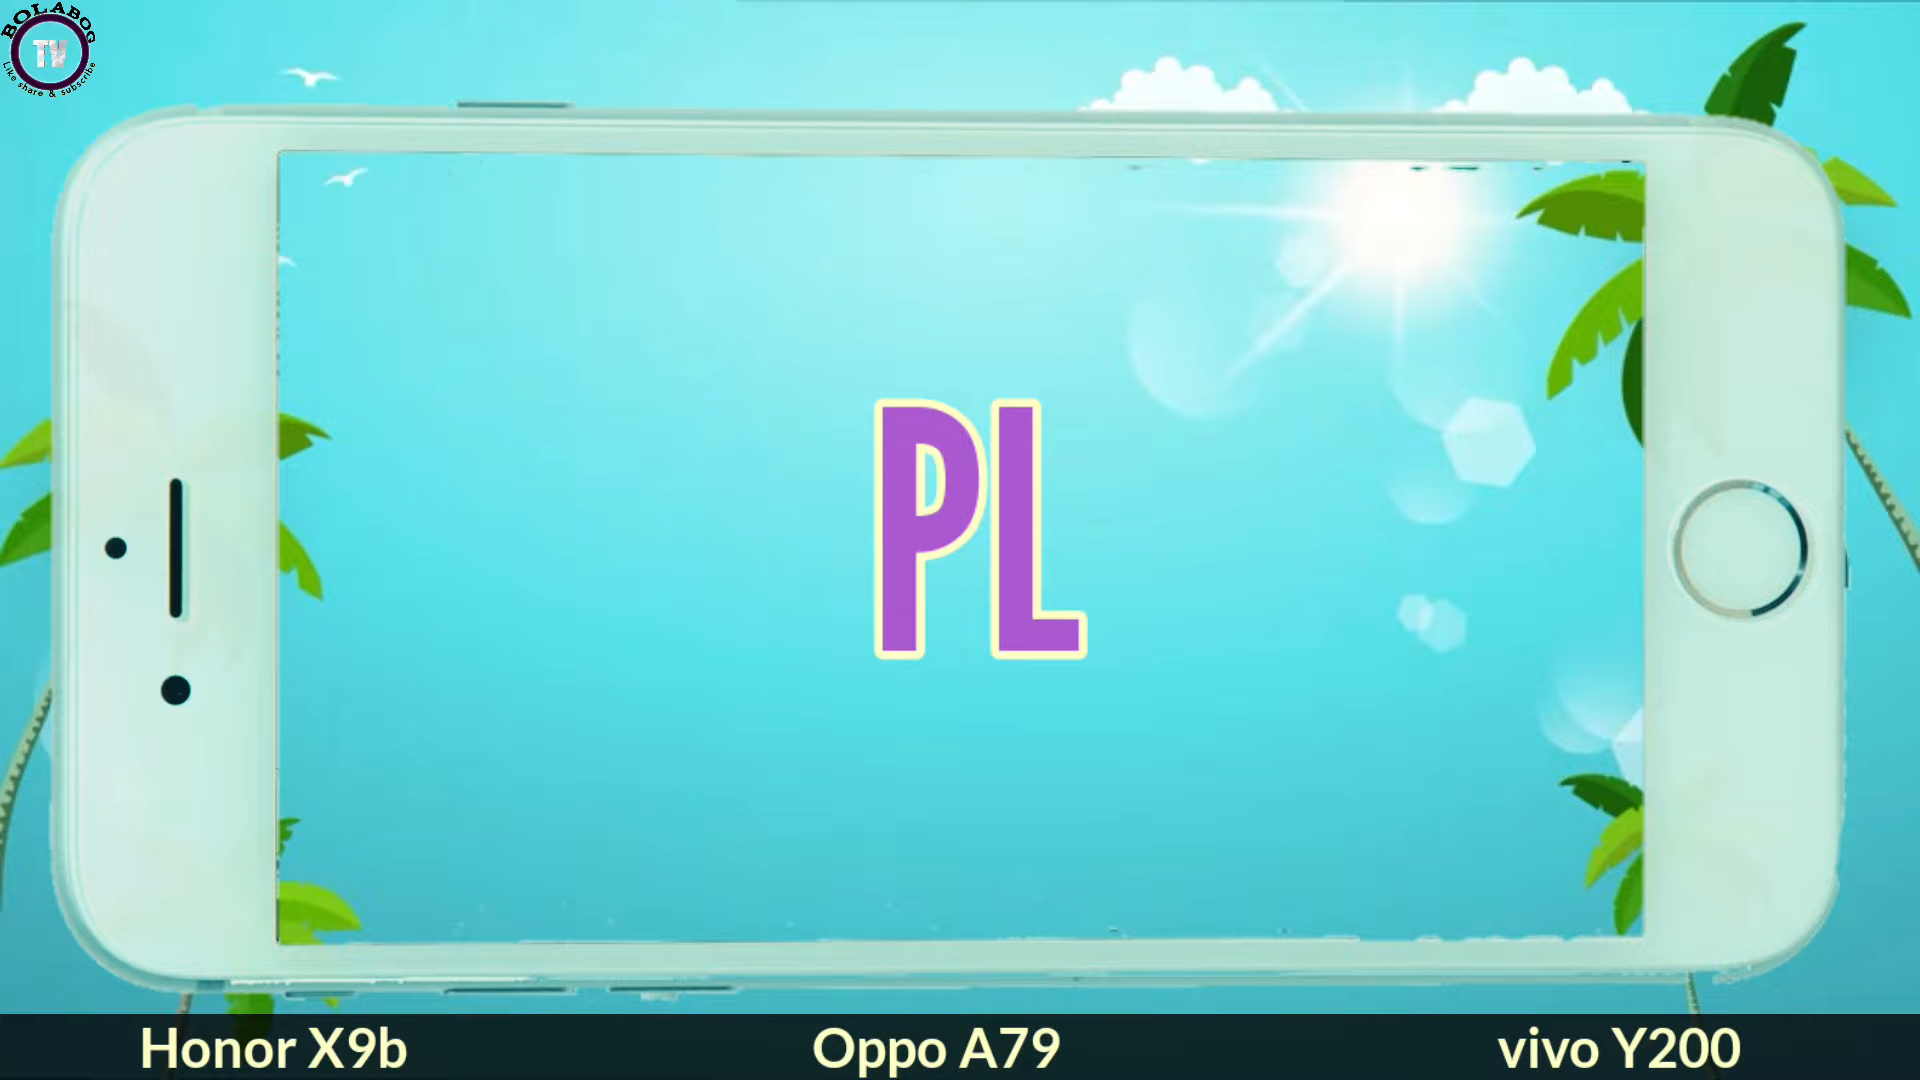 BOLABOG
TV
Like share & subscribe
PL
Honor X9b
Oppo A79
vivo Y200